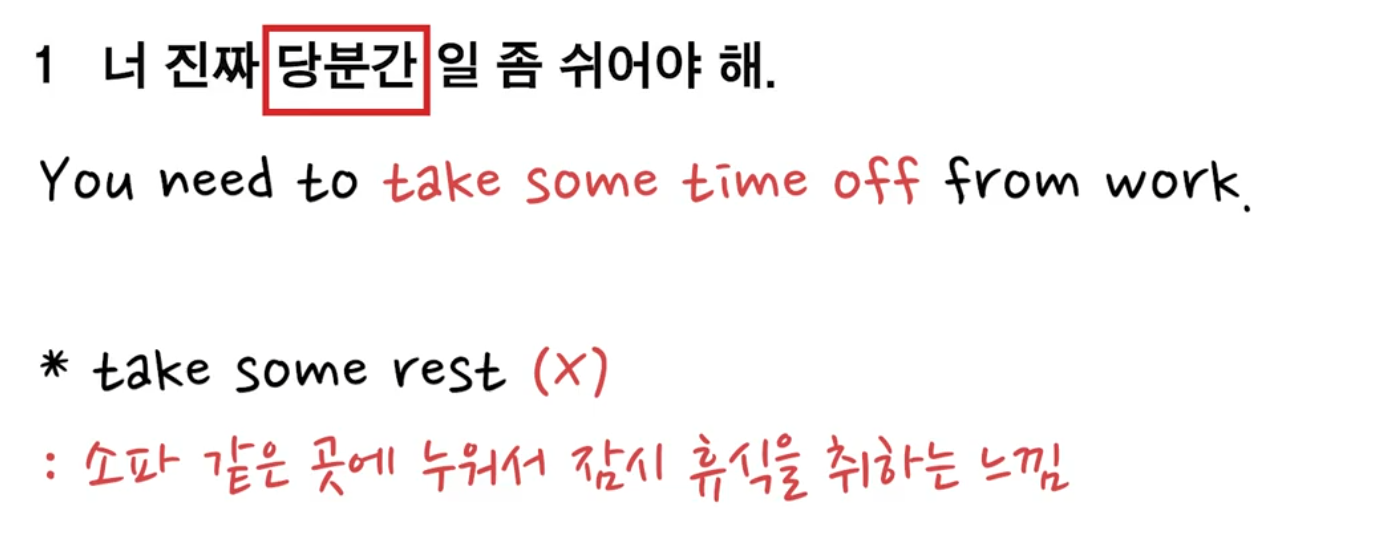 1 너 진짜 당분간 일 좀 쉬어야 해.
You need to take some time off from work.
* take some rest (X)
: 소파 같은 곳에 누워서 잠시 휴식을 취하는 느낌